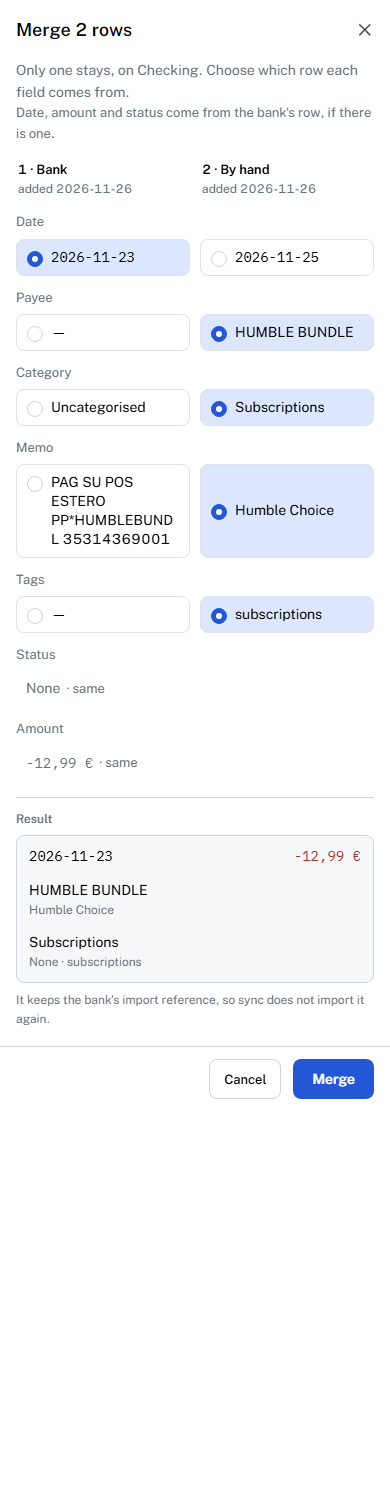 Merge 2 rows
Only one stays, on Checking. Choose which row each
field comes from.
Date, amount and status come from the bank's row, if there
is one.
1 · Bank
added 2026-11-26
2 · By hand
added 2026-11-26
Date
2026-11-23
2026-11-25
Payee
—
HUMBLE BUNDLE
Category
Uncategorised
Subscriptions
Memo
PAG SU POS
ESTERO
PP*HUMBLEBUND
L 35314369001
Humble Choice
Tags
—
subscriptions
Status
None · same
Amount
-12,99 € · same
Result
2026-11-23 -12,99 €
HUMBLE BUNDLE
Humble Choice
Subscriptions
None · subscriptions
It keeps the bank's import reference, so sync does not import it
again.
Cancel
Merge